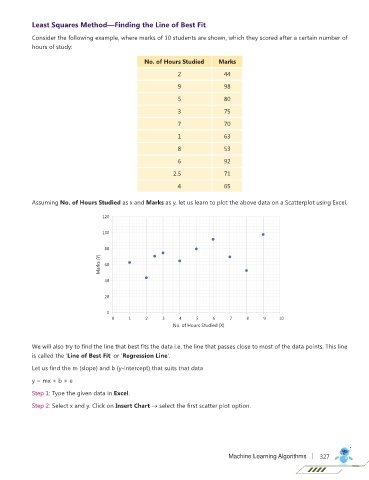 Least Squares Method—Finding the Line of Best Fit
Consider the following example, where marks of 10 students are shown, which they scored after a certain number of
hours of study:
No. of Hours Studied Marks
2 44
9 98
5 80
3 75
7 70
1 63
8 53
6 92
2.5 71
4 65
Assuming No. of Hours Studied as x and Marks as y, let us learn to plot the above data on a Scatterplot using Excel.
120
100
80
60
40
20
0
Marks (Y)
0 1 2 3 4 5 6 7 8 9 10
No. of Hours Studied (X)
We will also try to find the line that best fits the data i.e. the line that passes close to most of the data points. This line
is called the 'Line of Best Fit' or 'Regression Line'.
Let us find the m (slope) and b (y-intercept) that suits that data
y = mx + b + e
Step 1: Type the given data in Excel.
Step 2: Select x and y. Click on Insert Chart → select the first scatter plot option.
Machine Learning Algorithms | 327